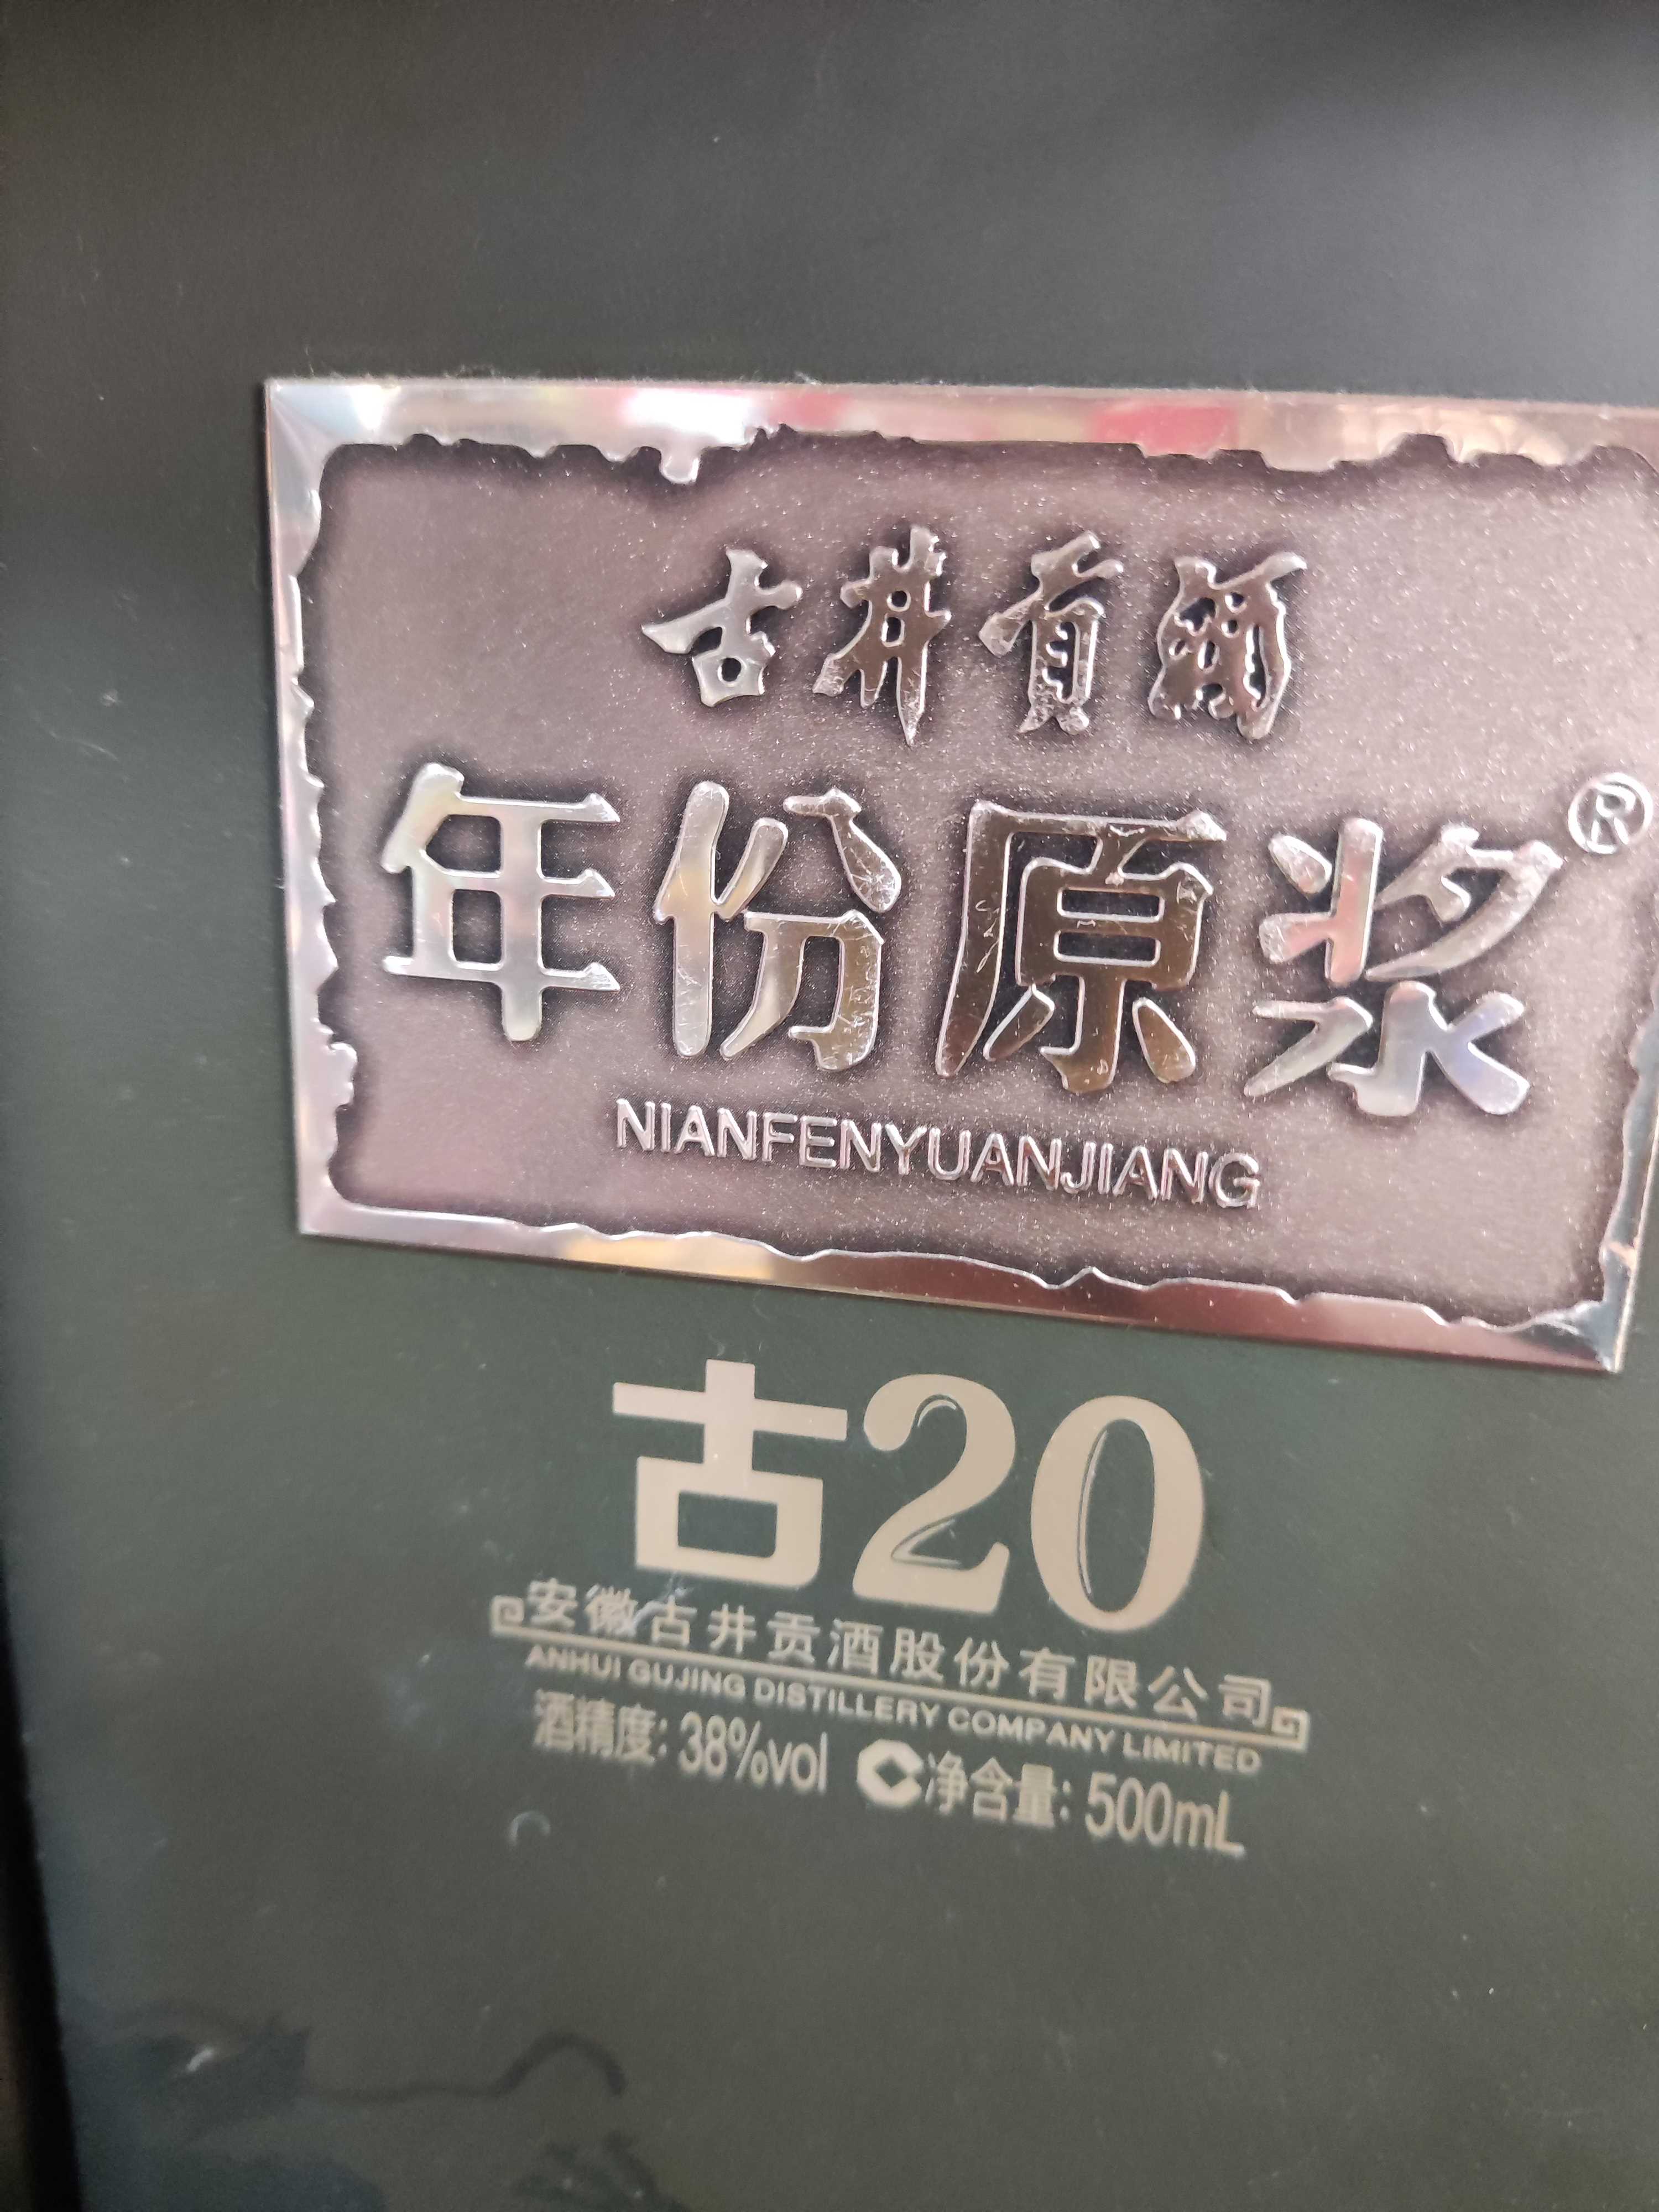 古井贡酒
年份原浆®
NIANFENYUANJIANG
古20
安徽古井贡酒股份有限公司
ANHUI GUJING DISTILLERY COMPANY LIMITED
酒精度: 38%vol C净含量: 500mL